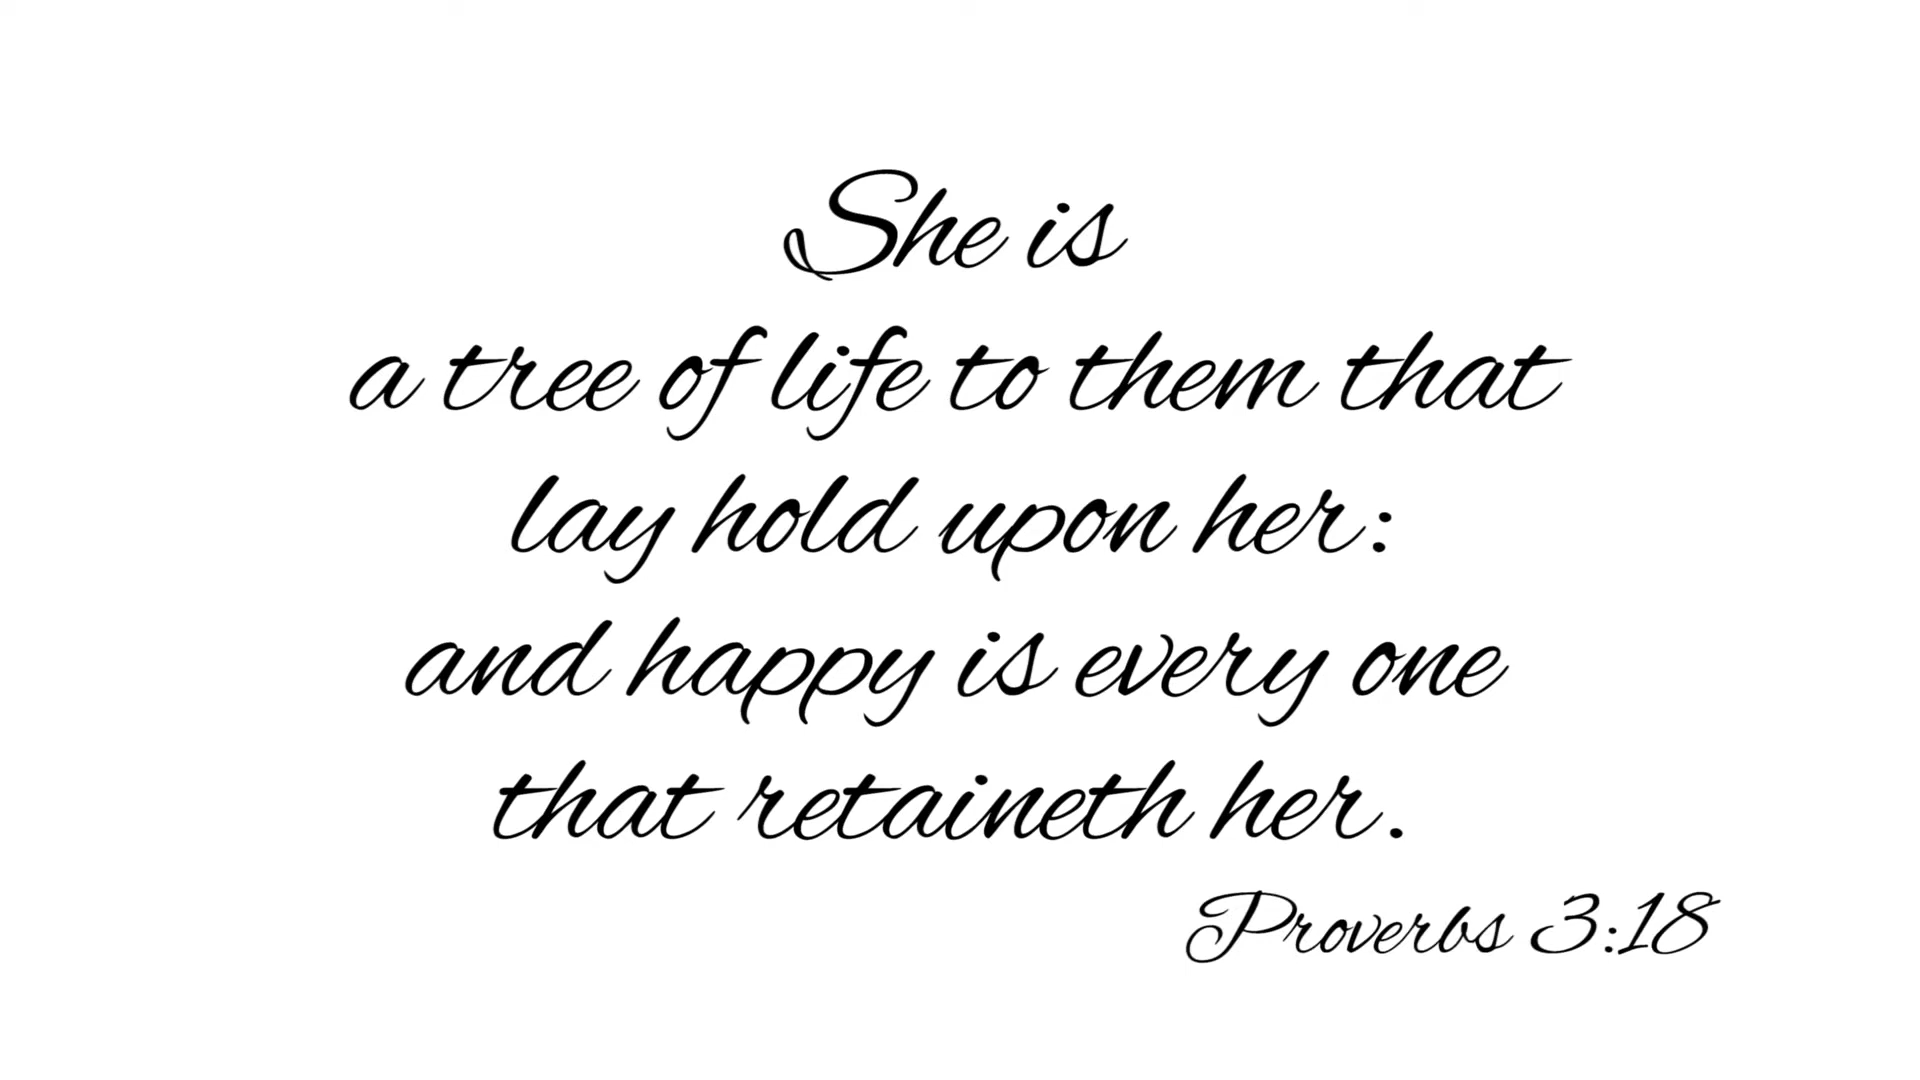 She is
a tree of life to them that
lay hold upon her:
and happy is every one
that retaineth her.
Proverbs 3:18